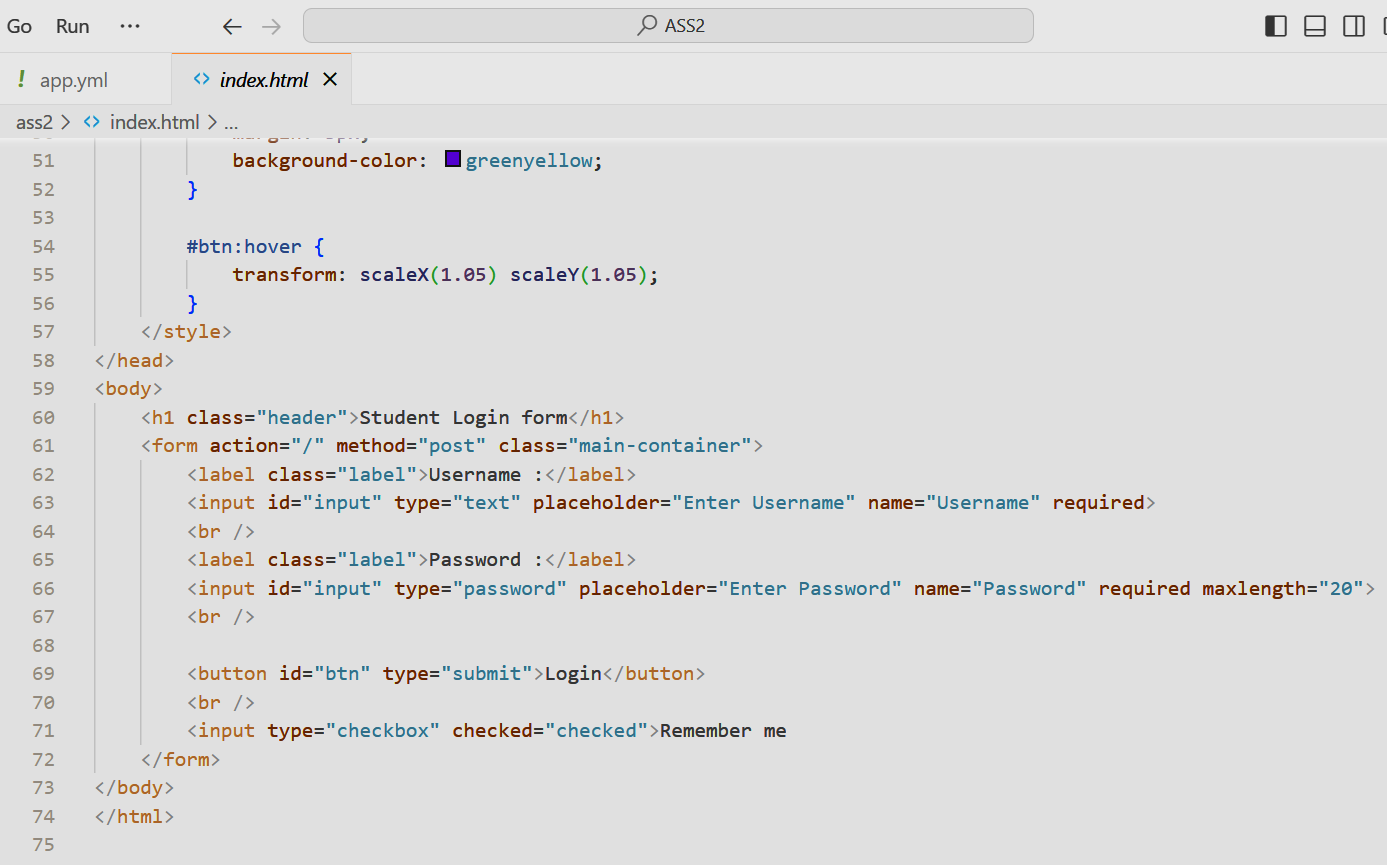 Go Run ··· ASS2
! app.yml <> index.html ×
ass2 > <> index.html > ...
51 background-color: greenyellow;
52 }
53
54 #btn:hover {
55 transform: scaleX(1.05) scaleY(1.05);
56 }
57 </style>
58 </head>
59 <body>
60 <h1 class="header">Student Login form</h1>
61 <form action="/" method="post" class="main-container">
62 <label class="label">Username :</label>
63 <input id="input" type="text" placeholder="Enter Username" name="Username" required>
64 <br />
65 <label class="label">Password :</label>
66 <input id="input" type="password" placeholder="Enter Password" name="Password" required maxlength="20">
67 <br />
68
69 <button id="btn" type="submit">Login</button>
70 <br />
71 <input type="checkbox" checked="checked">Remember me
72 </form>
73 </body>
74 </html>
75